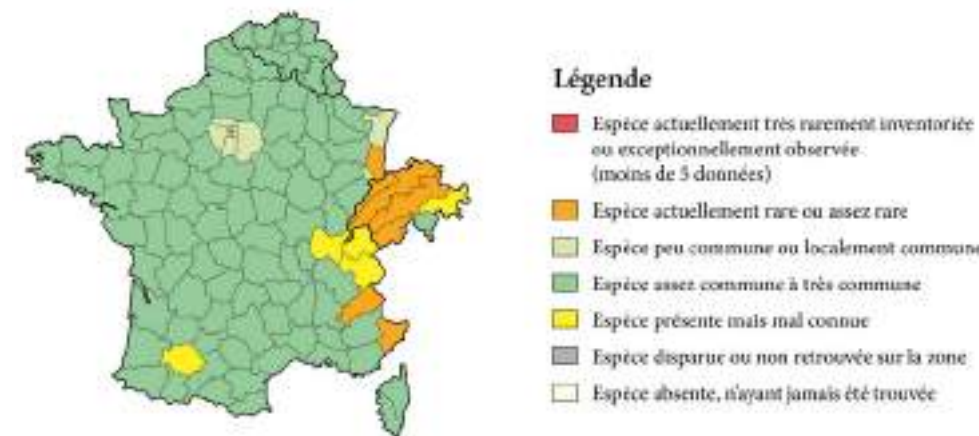 Légende
Espèce actuellement très rarement inventoriée
ou exceptionnellement observée
(moins de 5 données)
Espèce actuellement rare ou assez rare
Espèce peu commune ou localement commune
Espèce assez commune à très commune
Espèce présente mais mal connue
Espèce disparue ou non retrouvée sur la zone
Espèce absente, n'ayant jamais été trouvée